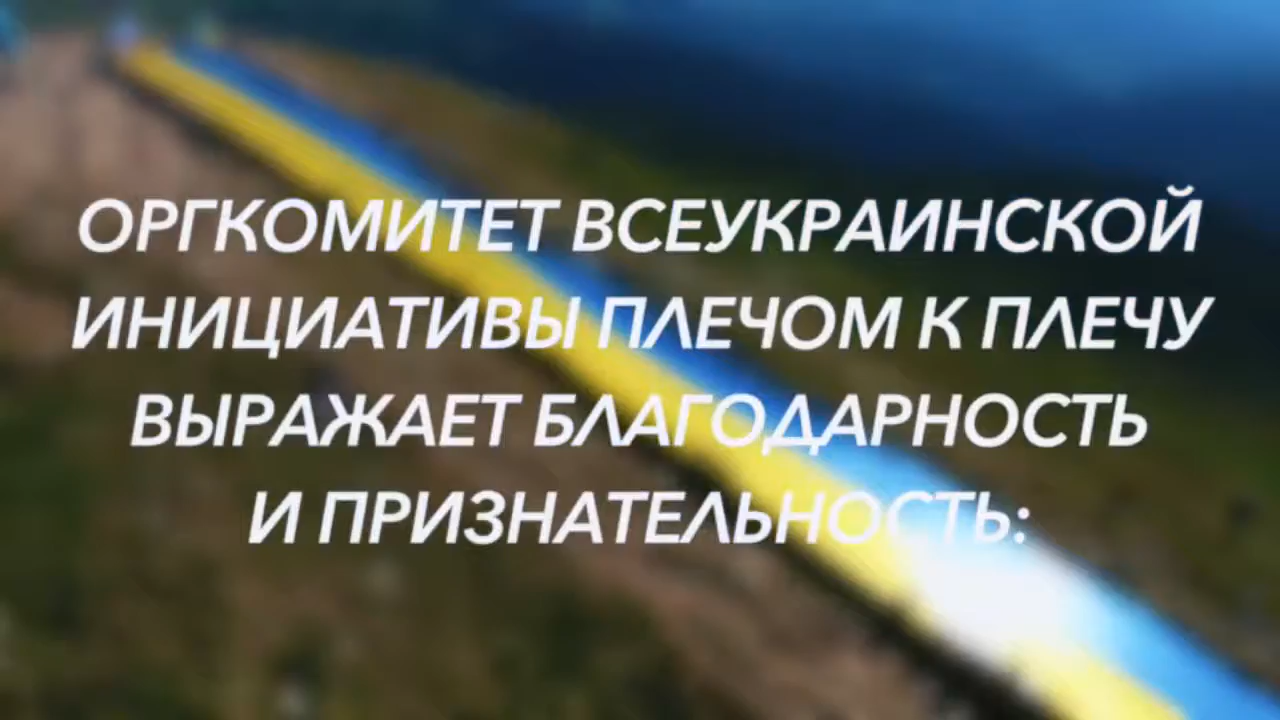 ОРГКОМИТЕТ ВСЕУКРАИНСКОЙ
ИНИЦИАТИВЫ ПЛЕЧОМ К ПЛЕЧУ
ВЫРАЖАЕТ БЛАГОДАРНОСТЬ
И ПРИЗНАТЕЛЬНОСТЬ: